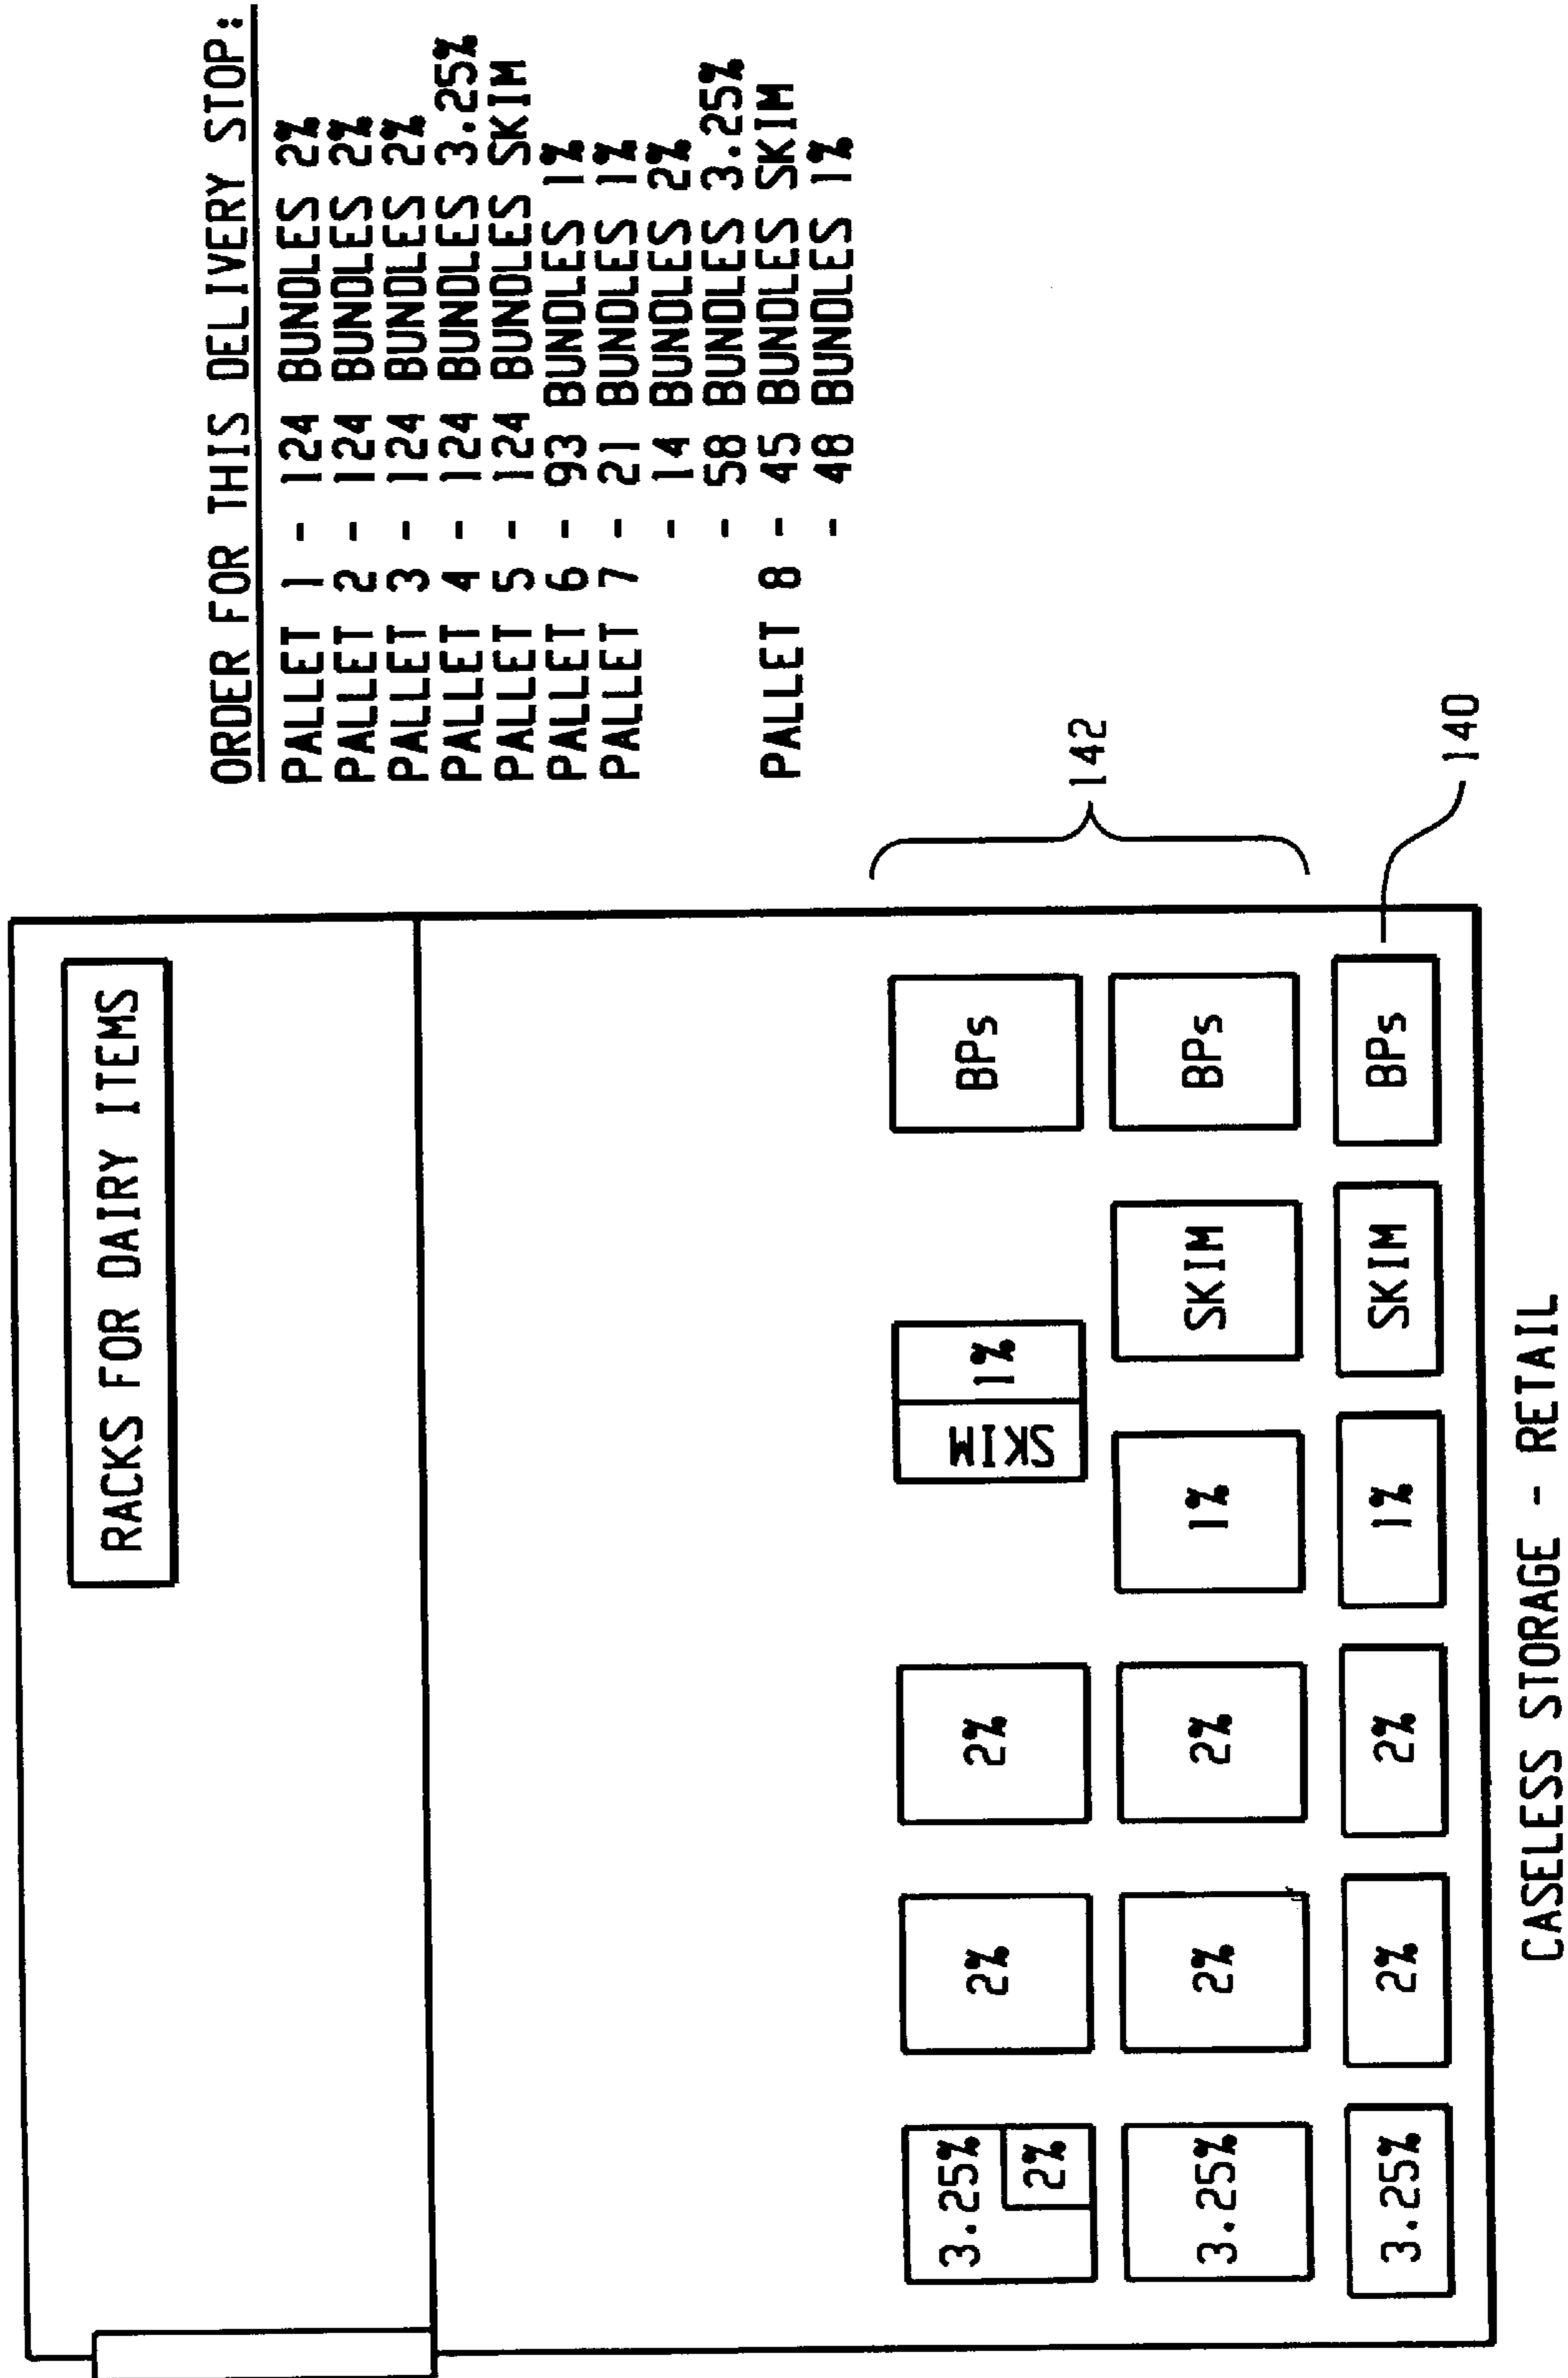 ORDER FOR THIS DELIVERY STOP:
PALLET 1 - 124 BUNDLES 2%
PALLET 2 - 124 BUNDLES 2%
PALLET 3 - 124 BUNDLES 2%
PALLET 4 - 124 BUNDLES 3.25%
PALLET 5 - 124 BUNDLES SKIM
PALLET 6 - 93 BUNDLES 1%
PALLET 7 - 21 BUNDLES 1%
- 14 BUNDLES 2%
- 58 BUNDLES 3.25%
PALLET 8 - 45 BUNDLES SKIM
- 48 BUNDLES 1%
RACKS FOR DAIRY ITEMS
3.25%
2%
2%
2%
SKIM
1%
BPs
3.25%
2%
2%
1%
SKIM
BPs
142
3.25%
2%
2%
1%
SKIM
BPs
140
CASELESS STORAGE - RETAIL